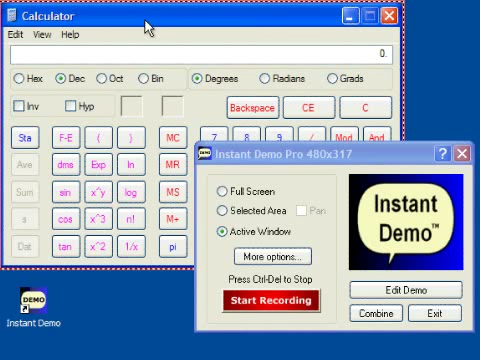 Calculator
Edit View Help
0.
Hex Dec Oct Bin Degrees Radians Grads
Inv Hyp Backspace CE C
Sta F-E ( ) MC 7 8 9 / Mod And
Ave dms Exp ln MR
Sum sin x^y log MS
s cos x^3 n! M+
Dat tan x^2 1/x pi
Instant Demo Pro 480x317
Full Screen
Selected Area Pan
Active Window
More options...
Press Ctrl-Del to Stop
Start Recording
Instant
Demo™
Edit Demo
Combine Exit
DEMO
Instant Demo